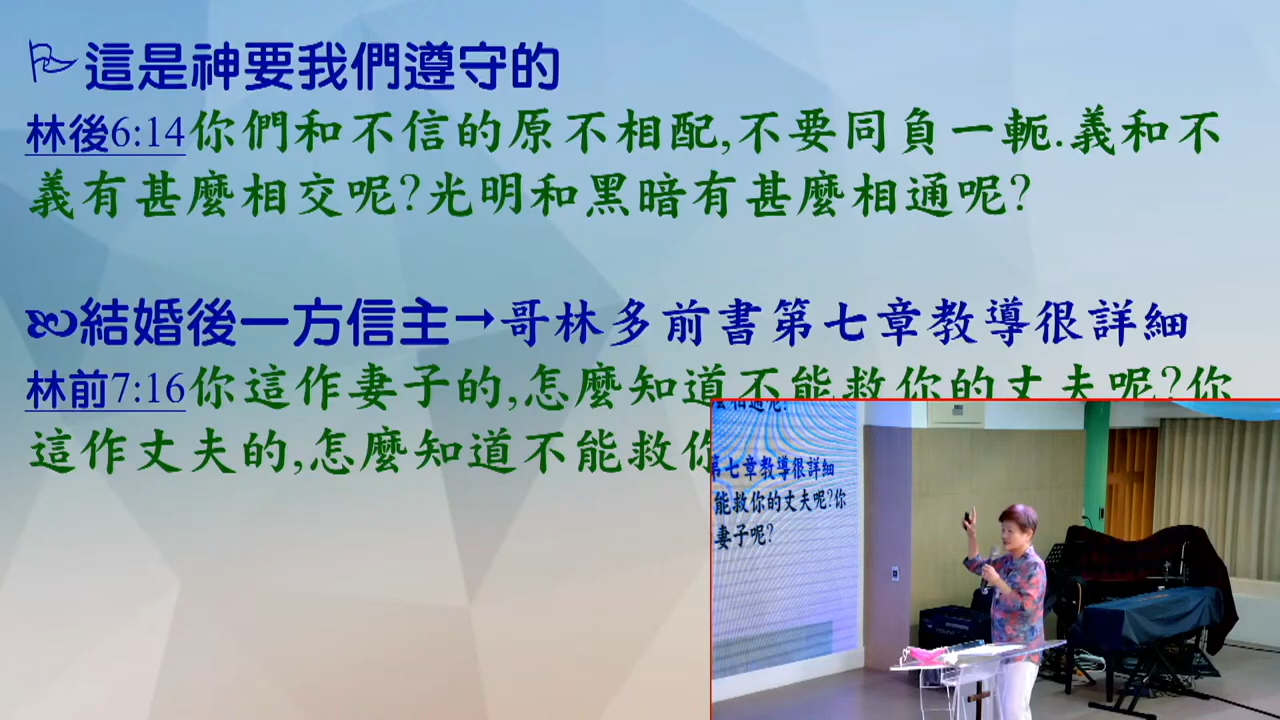 這是神要我們遵守的
林後6:14你們和不信的原不相配,不要同負一軛.義和不
義有甚麼相交呢?光明和黑暗有甚麼相通呢?
結婚後一方信主→哥林多前書第七章教導很詳細
林前7:16你這作妻子的,怎麼知道不能救你的丈夫呢?你
這作丈夫的,怎麼知道不能救你
第七章教導很詳細
能救你的丈夫呢?你
妻子呢?